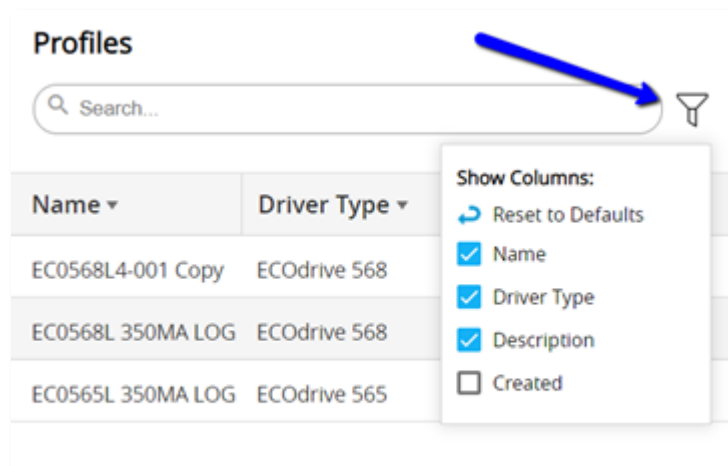 Profiles
Search...
Name Driver Type
EC0568L4-001 Copy ECOdrive 568
EC0568L 350MA LOG ECOdrive 568
EC0565L 350MA LOG ECOdrive 565
Show Columns:
Reset to Defaults
Name
Driver Type
Description
Created